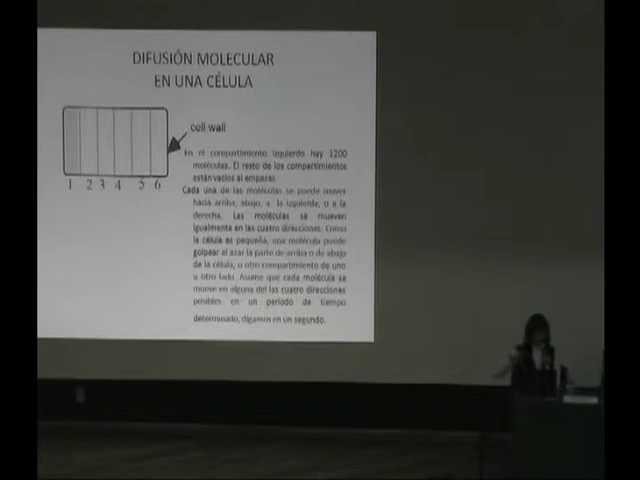 DIFUSIÓN MOLECULAR
EN UNA CÉLULA
cell wall
1 2 3 4 5 6
En el compartimiento izquierdo hay 1200
moléculas. El resto de los compartimientos
están vacíos al empezar.
Cada una de las moléculas se puede mover
hacia arriba, abajo, a la izquierda, o a la
derecha. Las moléculas se mueven
igualmente en las cuatro direcciones. Como
la célula es pequeña, una molécula puede
golpear al azar la parte de arriba o de abajo
de la célula, u otro compartimento de uno
u otro lado. Asume que cada molécula se
mueve en alguna del las cuatro direcciones
posibles en un periodo de tiempo
determinado, digamos en un segundo.